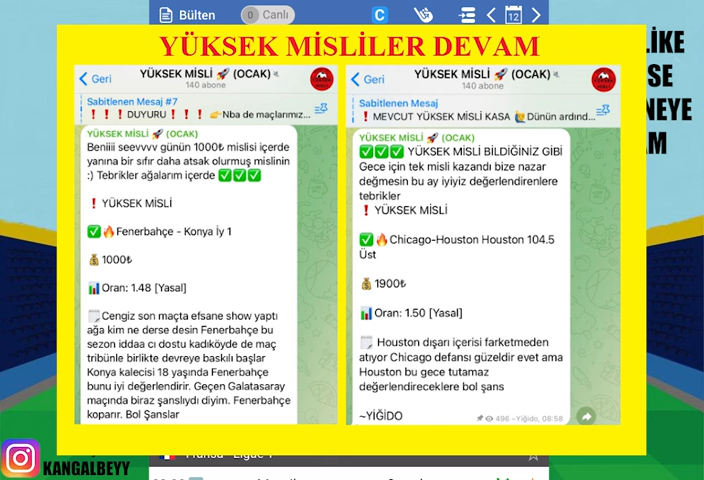 Bülten
0 Canlı
C
12
YÜKSEK MİSLİLER DEVAM
LİKE
SE
NEYE
AM
Geri
YÜKSEK MİSLİ 🚀 (OCAK)
140 abone
Sabitlenen Mesaj #7
❗❗❗DUYURU❗❗❗ 👉Nba de maçlarımız...
YÜKSEK MİSLİ 🚀 (OCAK)
Beniiii seevvvv günün 1000₺ mislisi içerde
yanına bir sıfır daha atsak olurmuş mislinin
:) Tebrikler ağalarım içerde ✅✅✅
❗ YÜKSEK MİSLİ
✅🔥Fenerbahçe - Konya İy 1
💰1000₺
📊Oran: 1.48 [Yasal]
🗒Cengiz son maçta efsane show yaptı
ağa kim ne derse desin Fenerbahçe bu
sezon iddaa cı dostu kadıköyde de maç
tribünle birlikte devreye baskılı başlar
Konya kalecisi 18 yaşında Fenerbahçe
bunu iyi değerlendirir. Geçen Galatasaray
maçında biraz şanslıydı diyim. Fenerbahçe
koparır. Bol Şanslar
Geri
YÜKSEK MİSLİ 🚀 (OCAK)
140 abone
Sabitlenen Mesaj
❗MEVCUT YÜKSEK MİSLİ KASA 🙋Dünün ardınd...
YÜKSEK MİSLİ 🚀 (OCAK)
✅✅✅ YÜKSEK MİSLİ BİLDİĞİNİZ GİBİ
Gece için tek misli kazandı bize nazar
değmesin bu ay iyiyiz değerlendirenlere
tebrikler
❗ YÜKSEK MİSLİ
✅🔥Chicago-Houston Houston 104.5
Üst
💰1900₺
📊Oran: 1.50 [Yasal]
🗒 Houston dışarı içerisi farketmeden
atıyor Chicago defansı güzeldir evet ama
Houston bu gece tutamaz
değerlendireceklere bol şans
~YİĞİDO
496 ~Yiğido, 08:58
KANGALBEYY
Fransa - Ligue 1